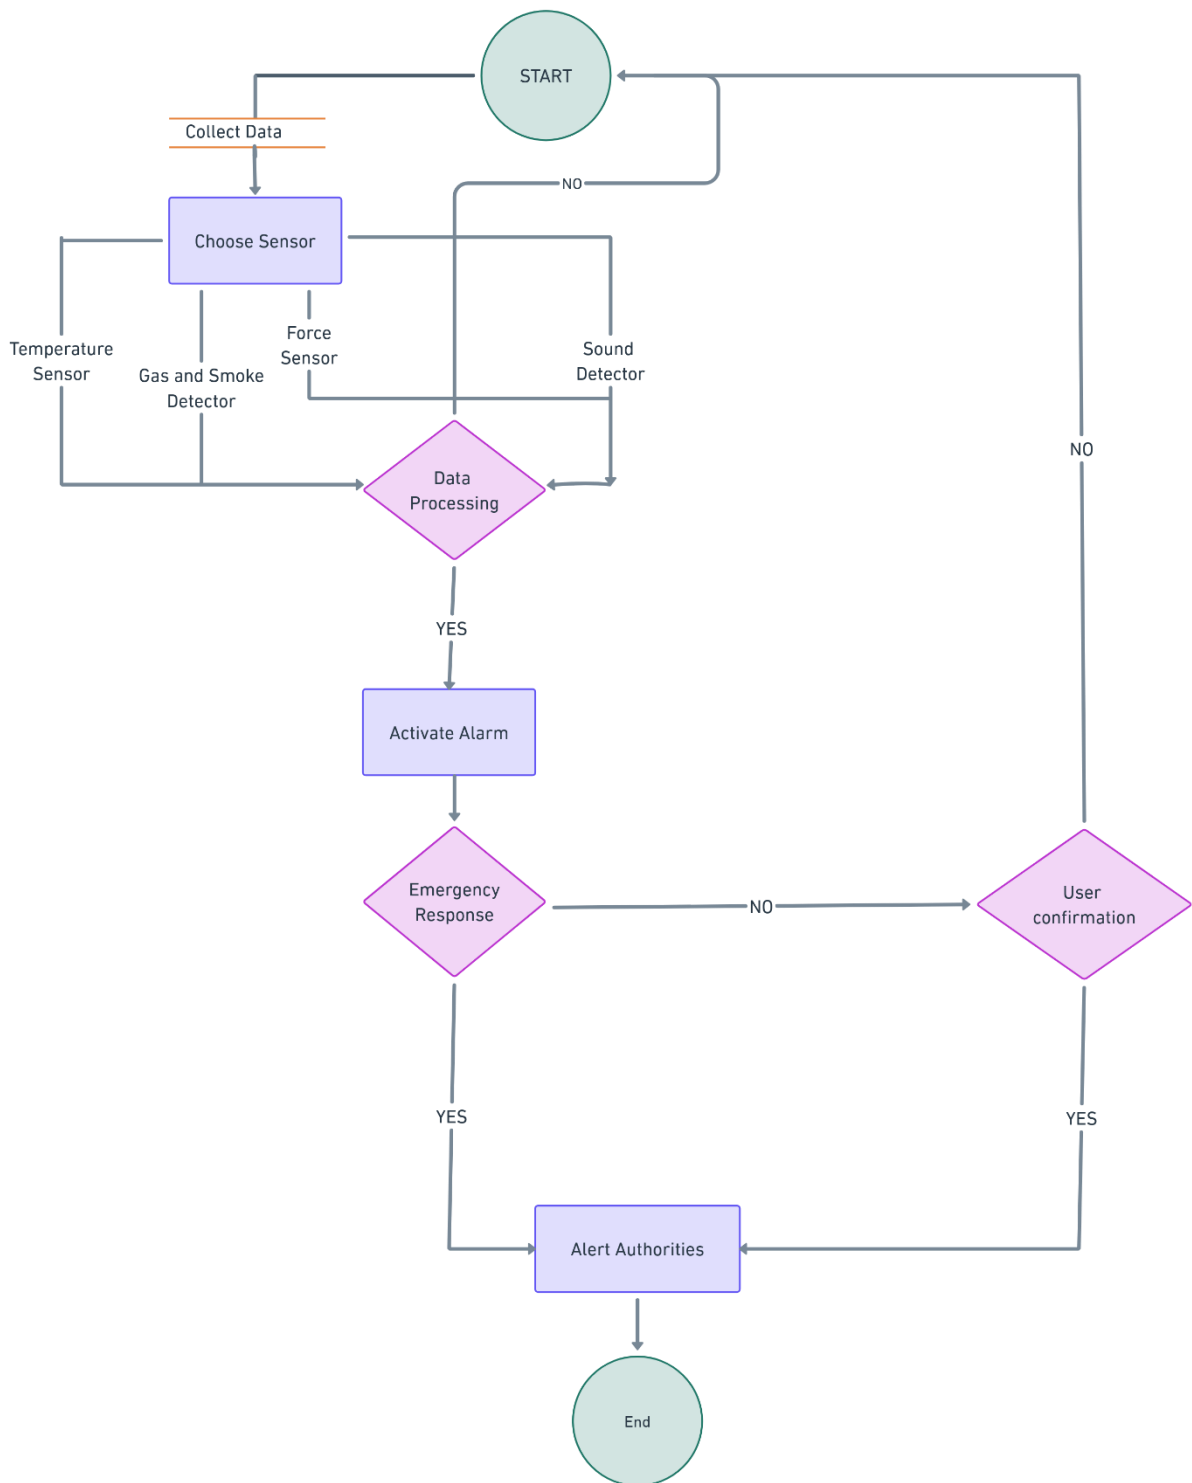 START
Collect Data
NO
Choose Sensor
Temperature
Sensor
Gas and Smoke
Detector
Force
Sensor
Sound
Detector
NO
Data
Processing
YES
Activate Alarm
Emergency
Response
NO
User
confirmation
YES
YES
Alert Authorities
End